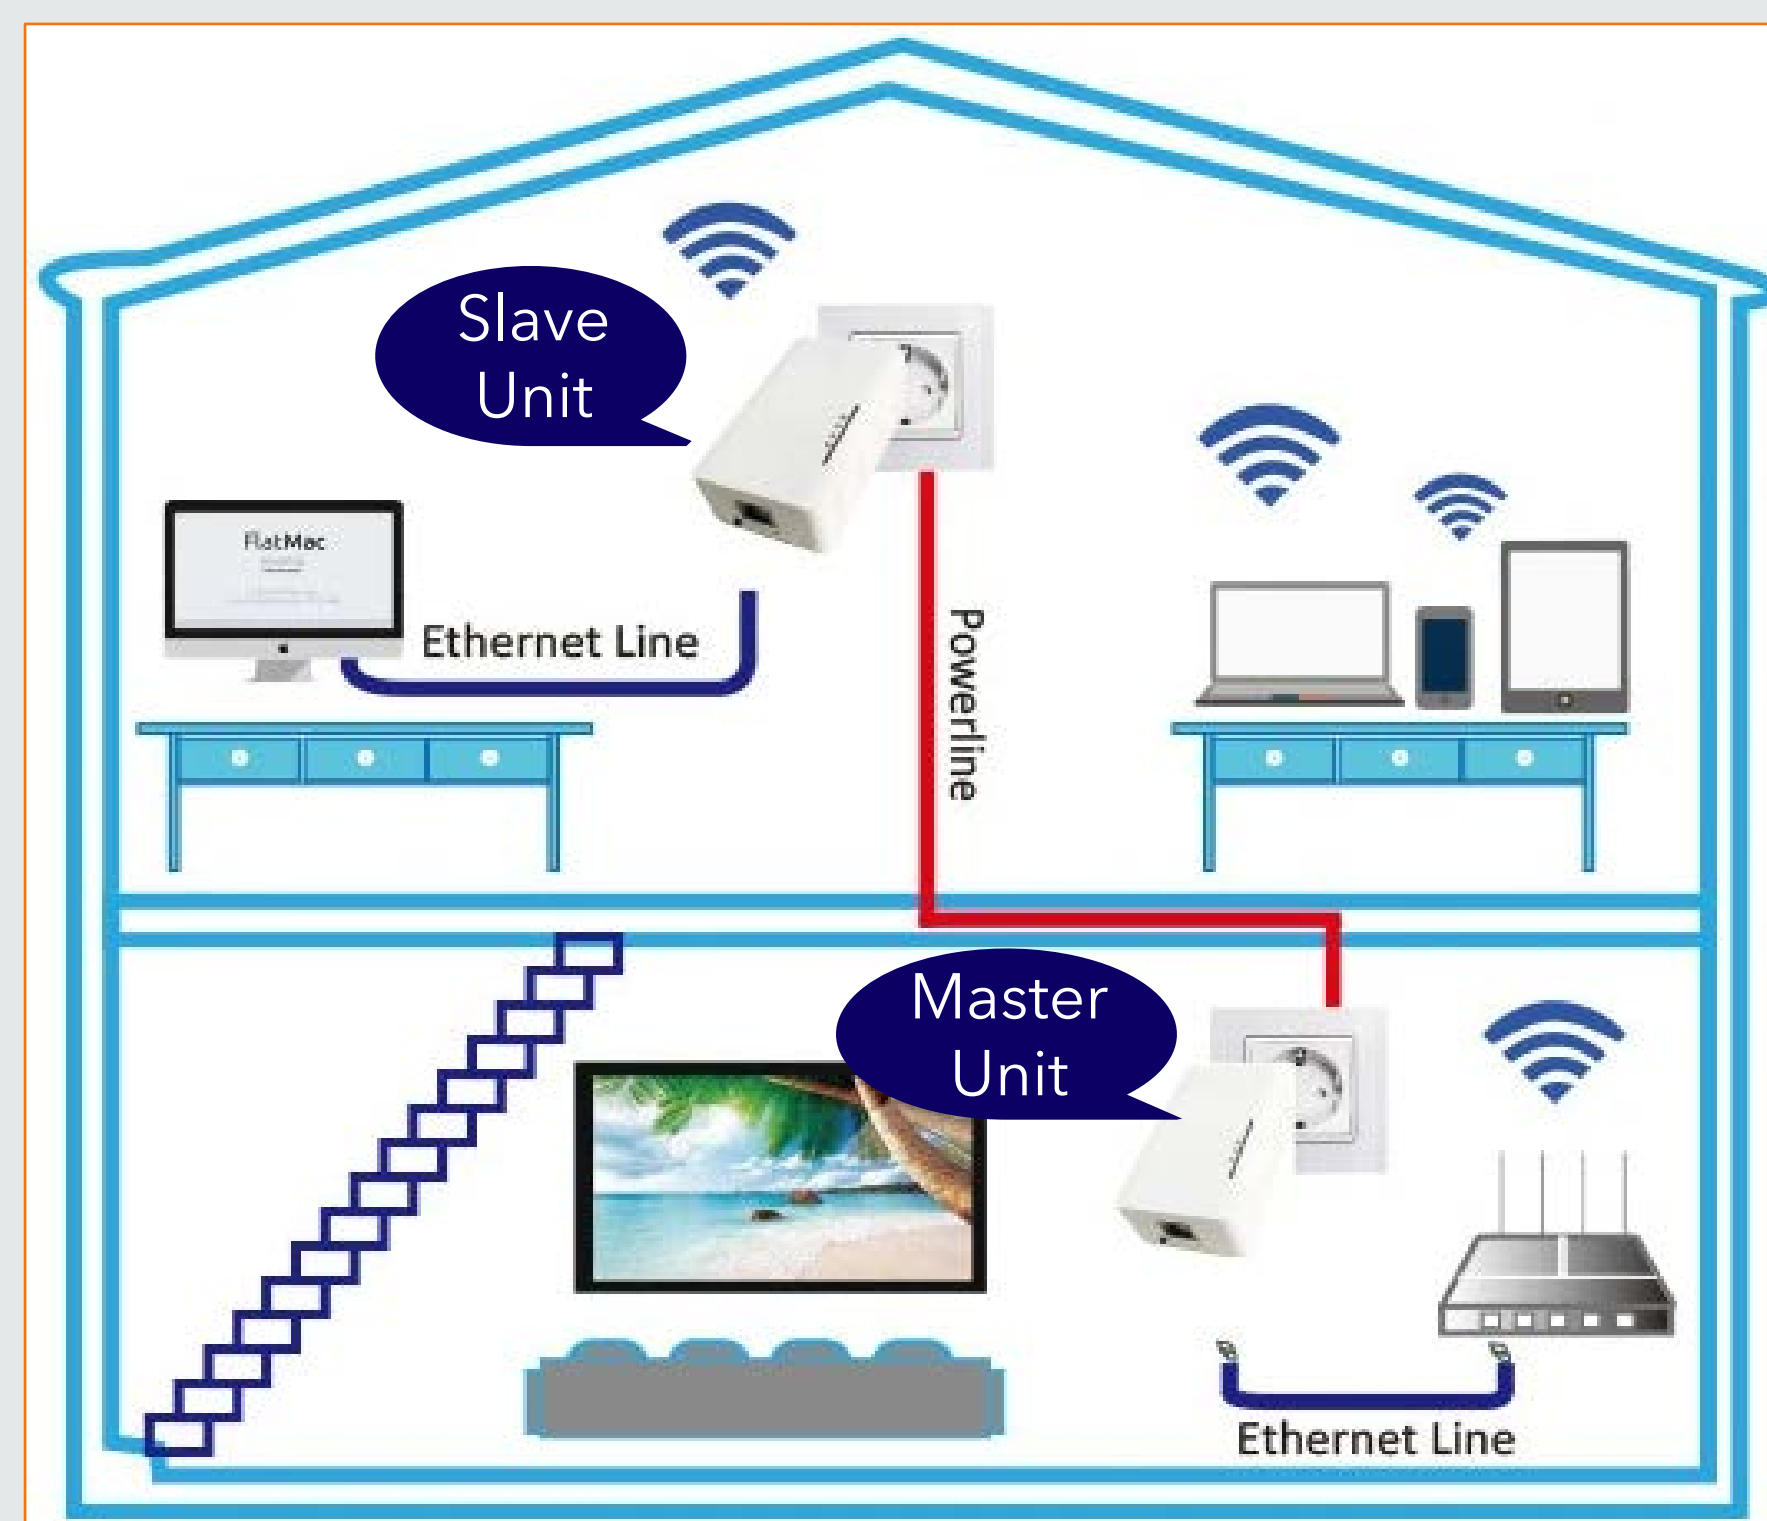 Slave
Unit
FlatMac
Ethernet Line
Powerline
Master
Unit
Ethernet Line